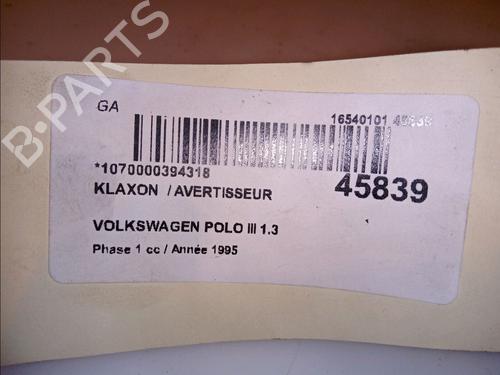 B-PARTS
GA
16540101 45839
*1070000394318
KLAXON / AVERTISSEUR
45839
VOLKSWAGEN POLO III 1.3
Phase 1 cc / Année 1995